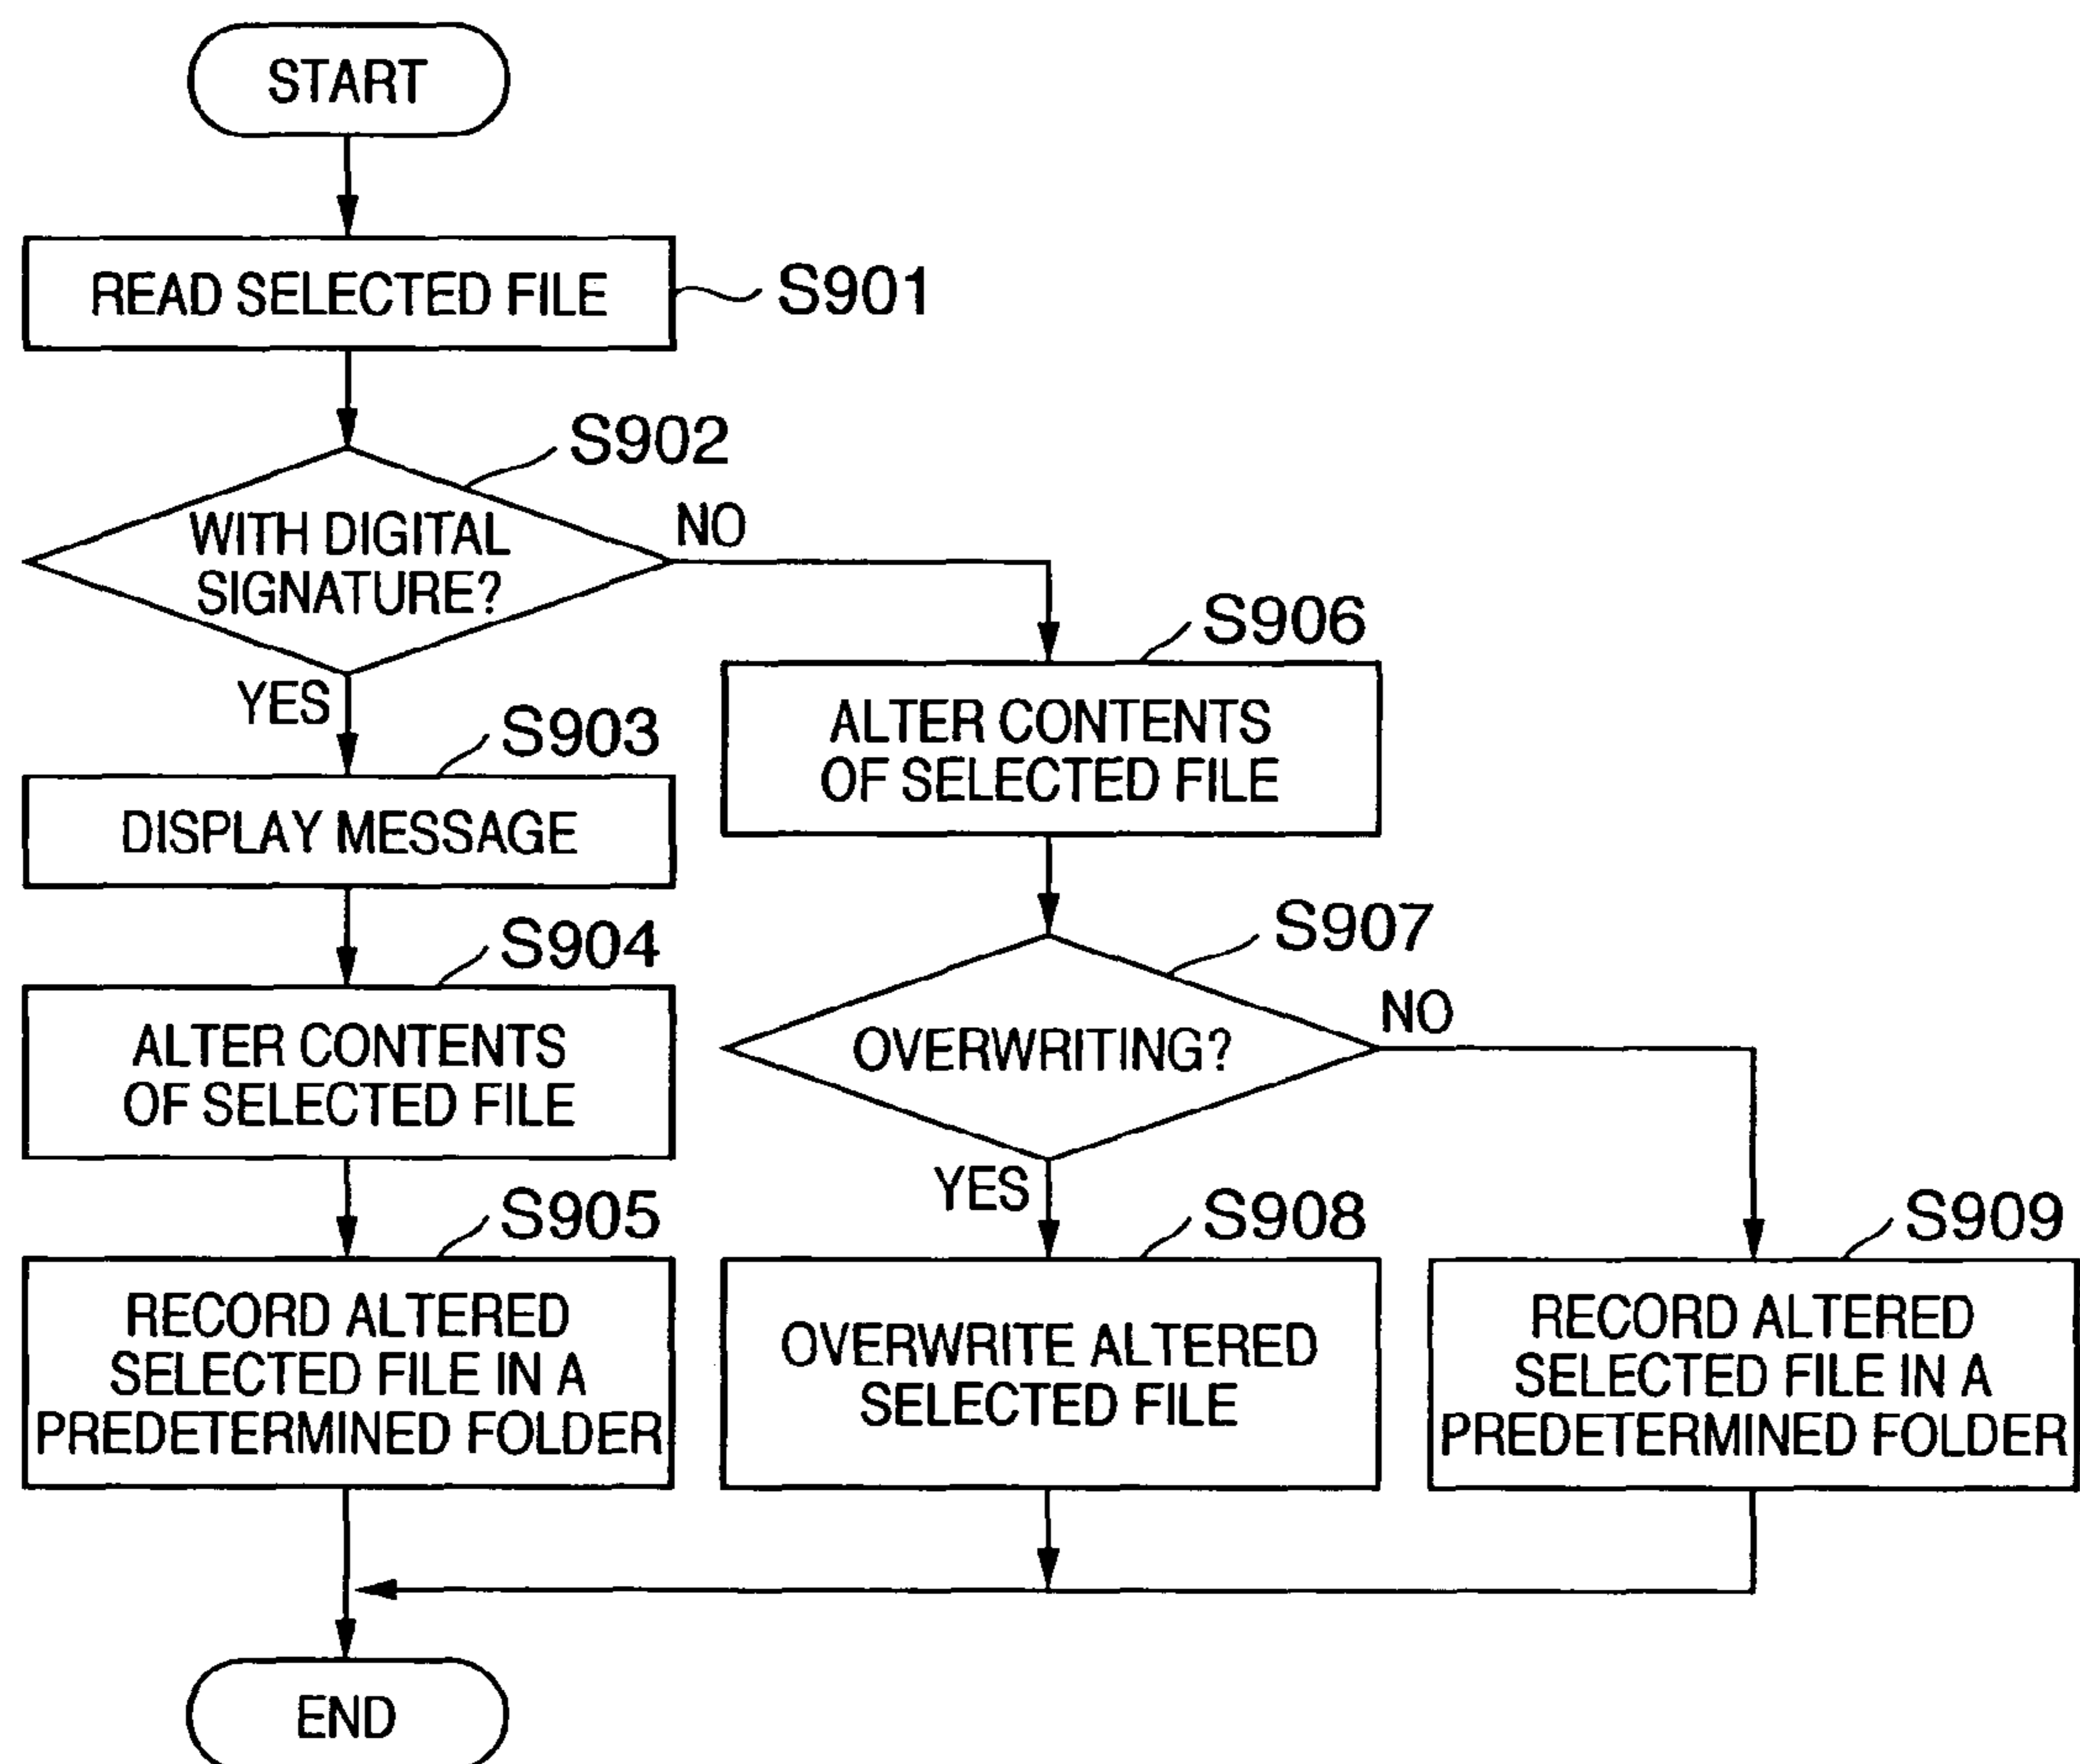 START
READ SELECTED FILE
S901
S902
WITH DIGITAL
SIGNATURE?
NO
YES
S903
DISPLAY MESSAGE
S904
ALTER CONTENTS
OF SELECTED FILE
S905
RECORD ALTERED
SELECTED FILE IN A
PREDETERMINED FOLDER
S906
ALTER CONTENTS
OF SELECTED FILE
S907
OVERWRITING?
NO
YES
S908
OVERWRITE ALTERED
SELECTED FILE
S909
RECORD ALTERED
SELECTED FILE IN A
PREDETERMINED FOLDER
END